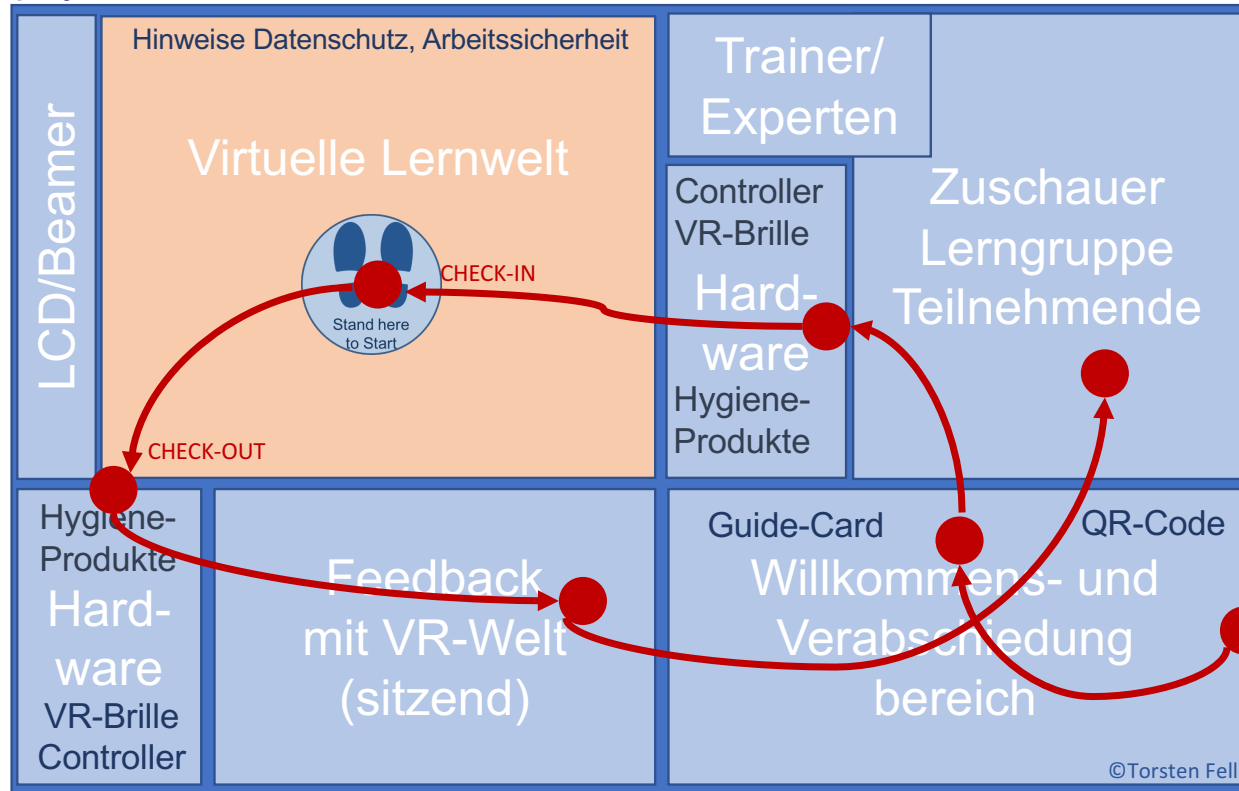 Hinweise Datenschutz, Arbeitssicherheit
LCD/Beamer
Virtuelle Lernwelt
CHECK-IN
Stand here
to Start
CHECK-OUT
Trainer/
Experten
Controller
VR-Brille
Hard-
ware
Hygiene-
Produkte
Zuschauer
Lerngruppe
Teilnehmende
Hygiene-
Produkte
Hard-
ware
VR-Brille
Controller
Feedback
mit VR-Welt
(sitzend)
Guide-Card
QR-Code
Willkommens- und
Verabschiedung
bereich
©Torsten Fell